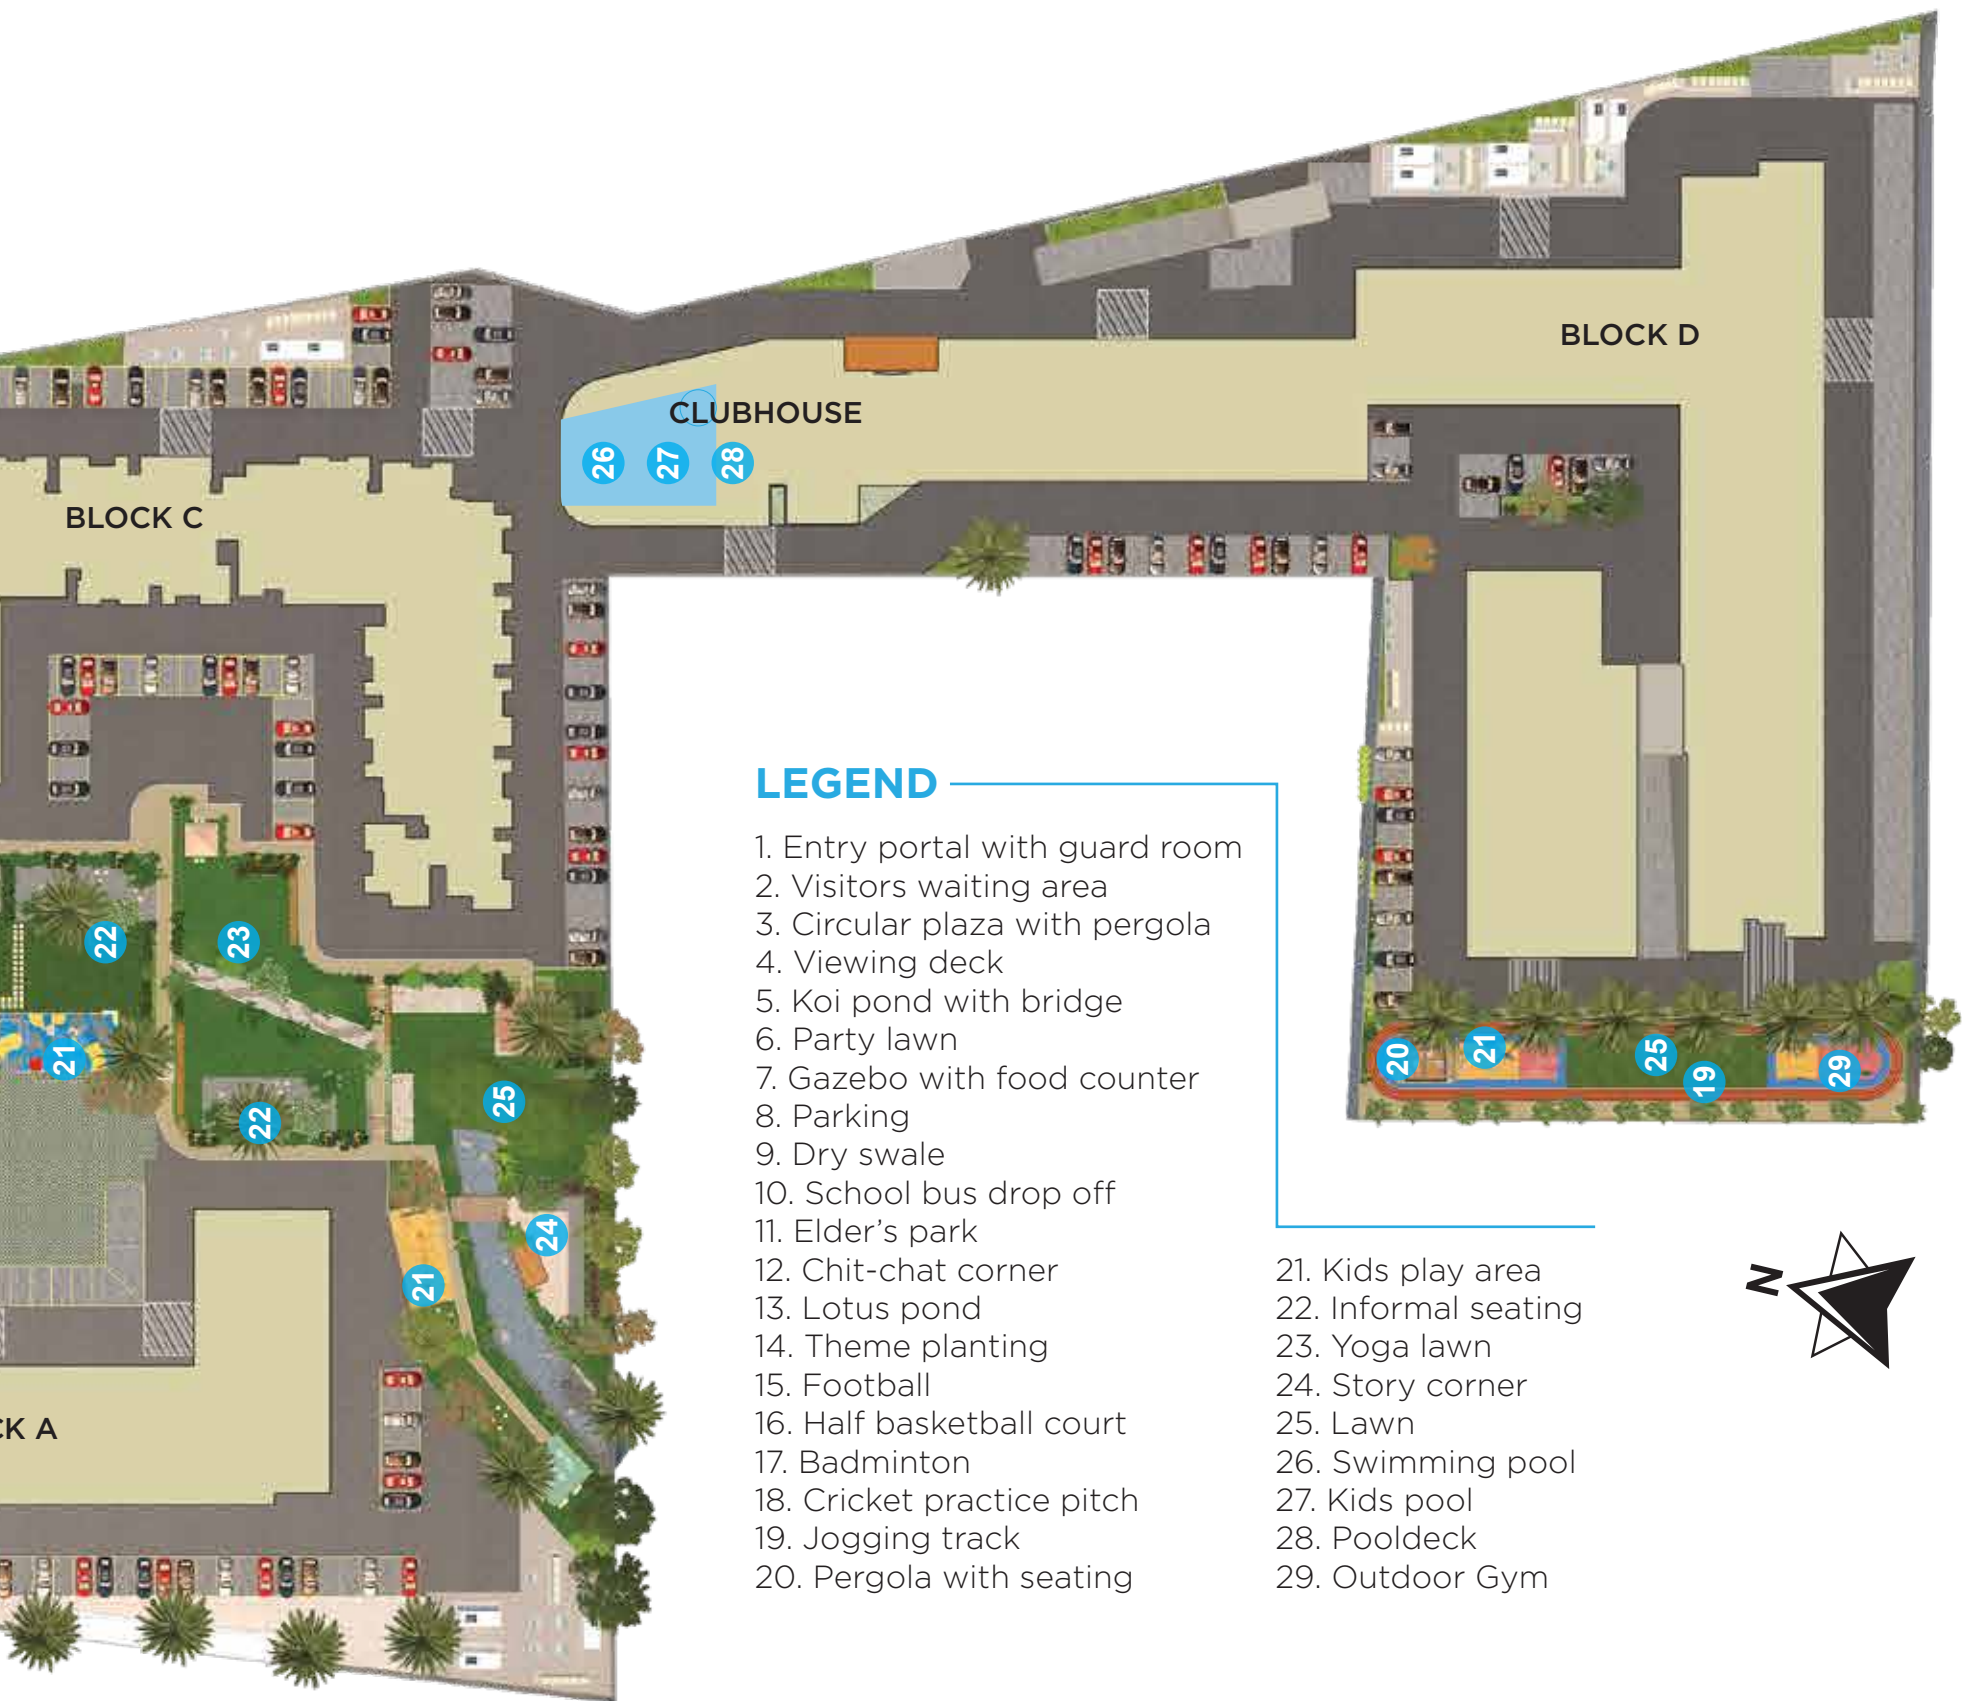 BLOCK D
CLUBHOUSE
26 27 28
BLOCK C
22
23
21
22
25
24
21
CK A
20
21
25
19
29
LEGEND
1. Entry portal with guard room
2. Visitors waiting area
3. Circular plaza with pergola
4. Viewing deck
5. Koi pond with bridge
6. Party lawn
7. Gazebo with food counter
8. Parking
9. Dry swale
10. School bus drop off
11. Elder’s park
12. Chit-chat corner
13. Lotus pond
14. Theme planting
15. Football
16. Half basketball court
17. Badminton
18. Cricket practice pitch
19. Jogging track
20. Pergola with seating
21. Kids play area
22. Informal seating
23. Yoga lawn
24. Story corner
25. Lawn
26. Swimming pool
27. Kids pool
28. Pooldeck
29. Outdoor Gym
N